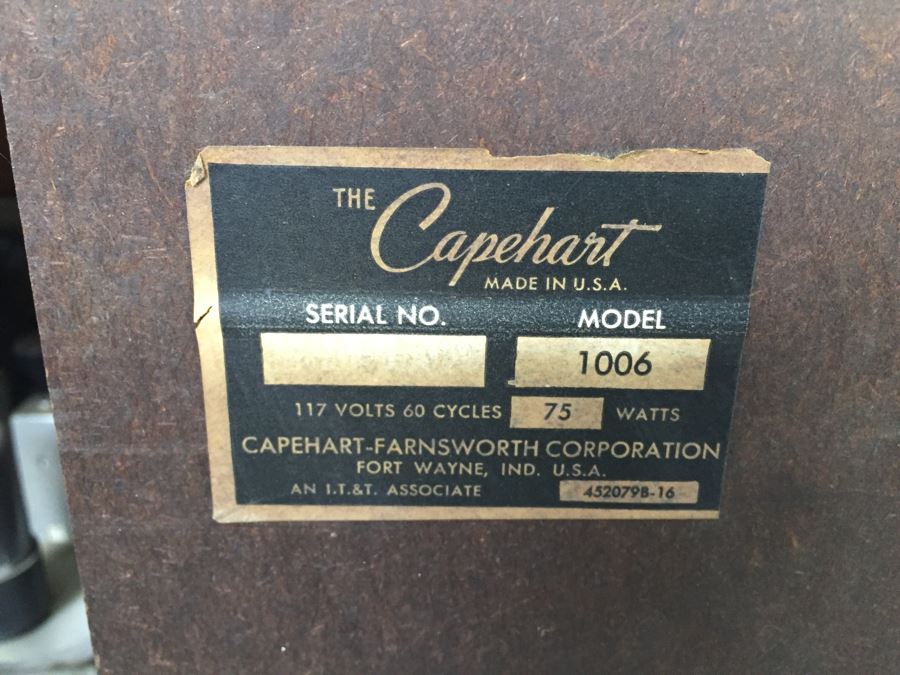 THE Capehart
MADE IN U.S.A.
SERIAL NO. MODEL
1006
117 VOLTS 60 CYCLES 75 WATTS
CAPEHART-FARNSWORTH CORPORATION
FORT WAYNE, IND. U.S.A.
AN I.T.&T. ASSOCIATE 452079B-16